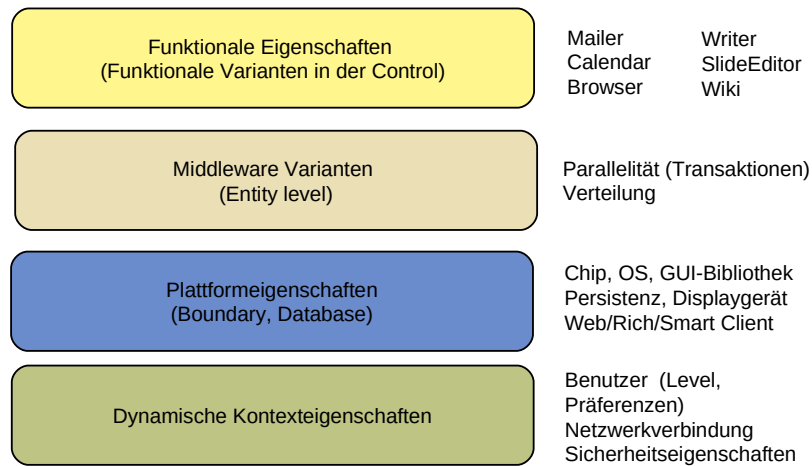 Funktionale Eigenschaften
(Funktionale Varianten in der Control)
Mailer Writer
Calendar SlideEditor
Browser Wiki
Middleware Varianten
(Entity level)
Parallelität (Transaktionen)
Verteilung
Plattformeigenschaften
(Boundary, Database)
Chip, OS, GUI-Bibliothek
Persistenz, Displaygerät
Web/Rich/Smart Client
Dynamische Kontexteigenschaften
Benutzer (Level,
Präferenzen)
Netzwerkverbindung
Sicherheitseigenschaften